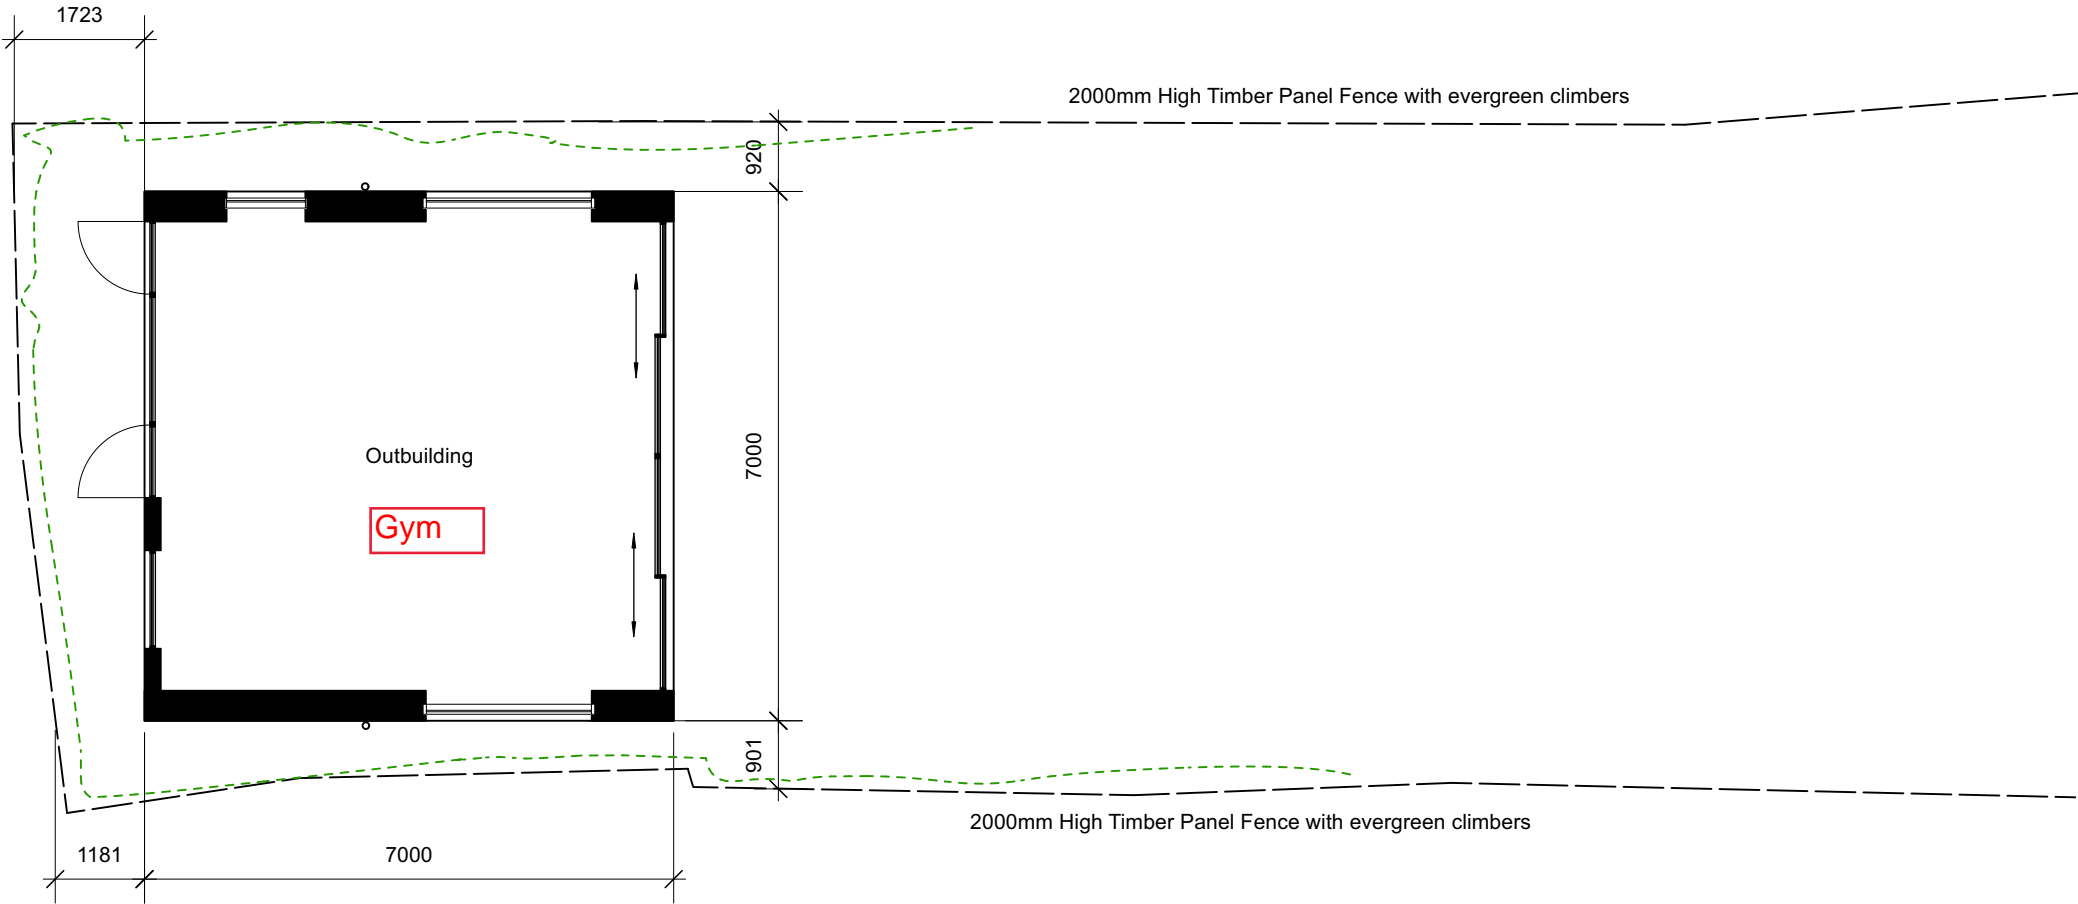 1723
2000mm High Timber Panel Fence with evergreen climbers
920
7000
Outbuilding
Gym
901
2000mm High Timber Panel Fence with evergreen climbers
1181
7000